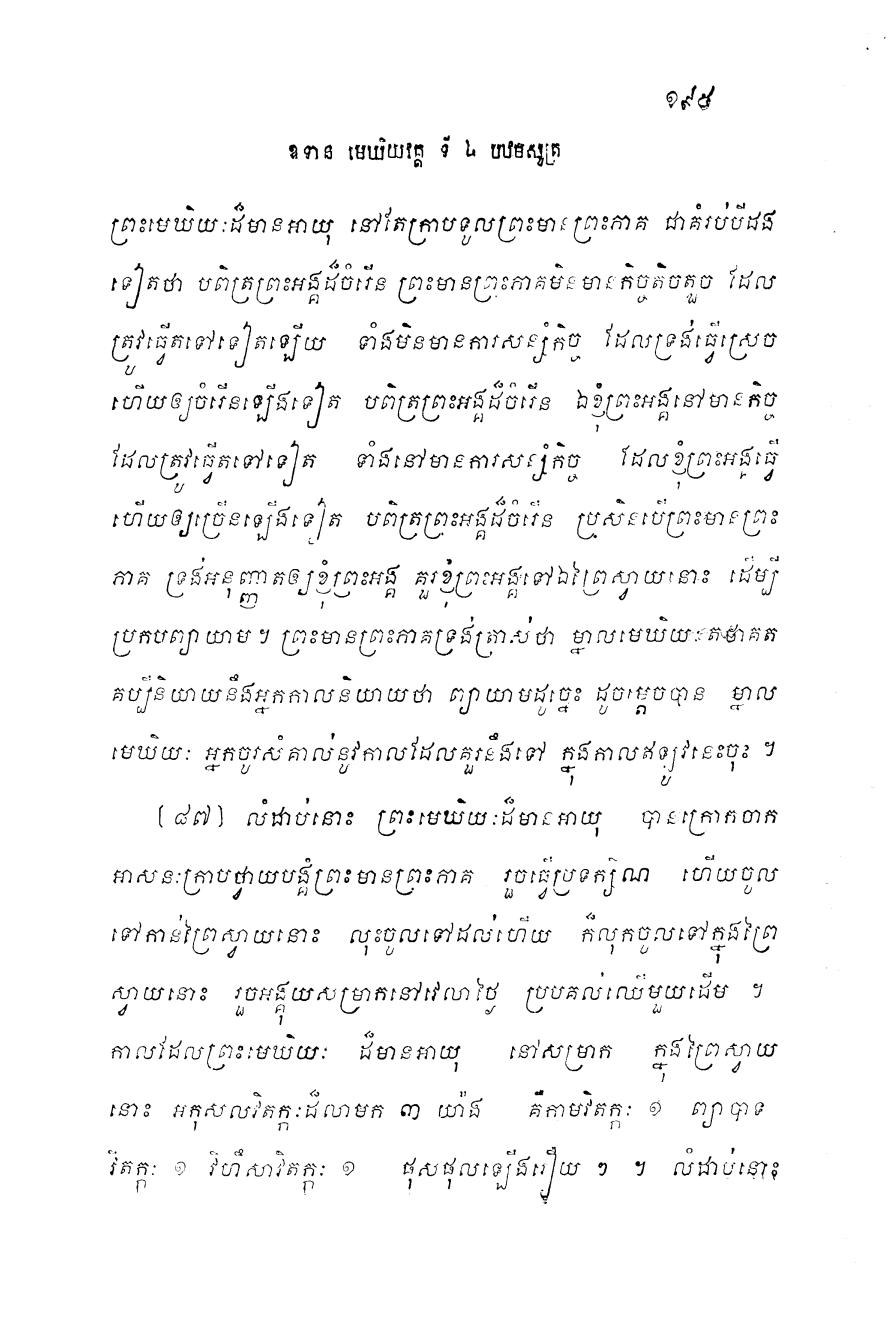 ១៩៥
ឧទាន មេឃិយវគ្គ ទី ៤ បឋមសូត្រ
ព្រះមេឃិយៈដ៏មានអាយុ នៅតែក្រាបទូលព្រះមានព្រះភាគ ជាគំរប់បីដង
ទៀតថា បពិត្រព្រះអង្គដ៏ចំរើន ព្រះមានព្រះភាគមិនមានកិច្ចតិចតួច ដែល
ត្រូវធ្វើតទៅទៀតឡើយ ទាំងមិនមានការសន្សំកិច្ច ដែលទ្រង់ធ្វើស្រេច
ហើយឲ្យចំរើនឡើងទៀត បពិត្រព្រះអង្គដ៏ចំរើន ឯខ្ញុំព្រះអង្គនៅមានកិច្ច
ដែលត្រូវធ្វើតទៅទៀត ទាំងនៅមានការសន្សំកិច្ច ដែលខ្ញុំព្រះអង្គធ្វើ
ហើយឲ្យច្រើនឡើងទៀត បពិត្រព្រះអង្គដ៏ចំរើន ប្រសិនបើព្រះមានព្រះ
ភាគ ទ្រង់អនុញ្ញាតឲ្យខ្ញុំព្រះអង្គ គួរខ្ញុំព្រះអង្គទៅឯព្រៃស្វាយនោះ ដើម្បី
ប្រកបព្យាយាម។ ព្រះមានព្រះភាគទ្រង់ត្រាស់ថា ម្នាលមេឃិយៈតថាគត
គប្បីនិយាយនឹងអ្នកកាលនិយាយថា ព្យាយាមដូច្នេះ ដូចម្តេចបាន ម្នាល
មេឃិយៈ អ្នកចូរសំគាល់នូវកាលដែលគួរនឹងទៅ ក្នុងកាលឥឡូវនេះចុះ ។
(៨៧) លំដាប់នោះ ព្រះមេឃិយៈដ៏មានអាយុ បានក្រោកចាក
អាសនៈក្រាបថ្វាយបង្គំព្រះមានព្រះភាគ រួចធ្វើប្រទក្សិណ ហើយចូល
ទៅកាន់ព្រៃស្វាយនោះ លុះចូលទៅដល់ហើយ ក៏លុកចូលទៅក្នុងព្រៃ
ស្វាយនោះ រួចអង្គុយសម្រាកនៅវេលាថ្ងៃ ប្របគល់ឈើមួយដើម ។
កាលដែលព្រះមេឃិយៈ ដ៏មានអាយុ នៅសម្រាក ក្នុងព្រៃស្វាយ
នោះ អកុសលវិតក្កៈដ៏លាមក ៣ យ៉ាង គឺកាមវិតក្កៈ ១ ព្យាបាទ
វិតក្កៈ ១ វិហឹសាវិតក្កៈ ១ ផុសផុលឡើងរឿយ ៗ ។ លំដាប់នោះ